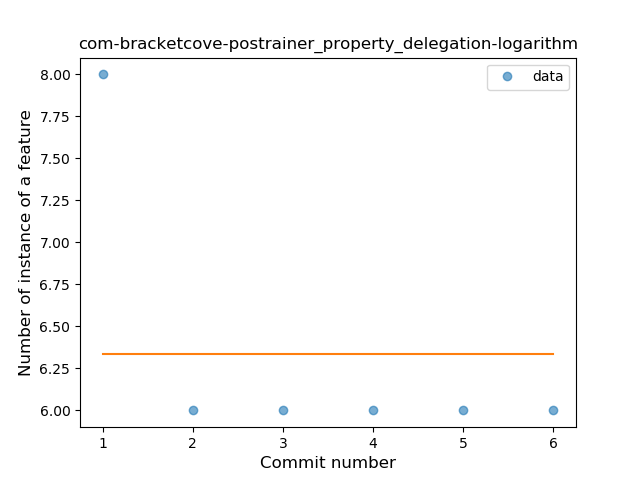 com-bracketcove-postrainer_property_delegation-logarithm
data
Number of instance of a feature
8.00
7.75
7.50
7.25
7.00
6.75
6.50
6.25
6.00
1 2 3 4 5 6
Commit number